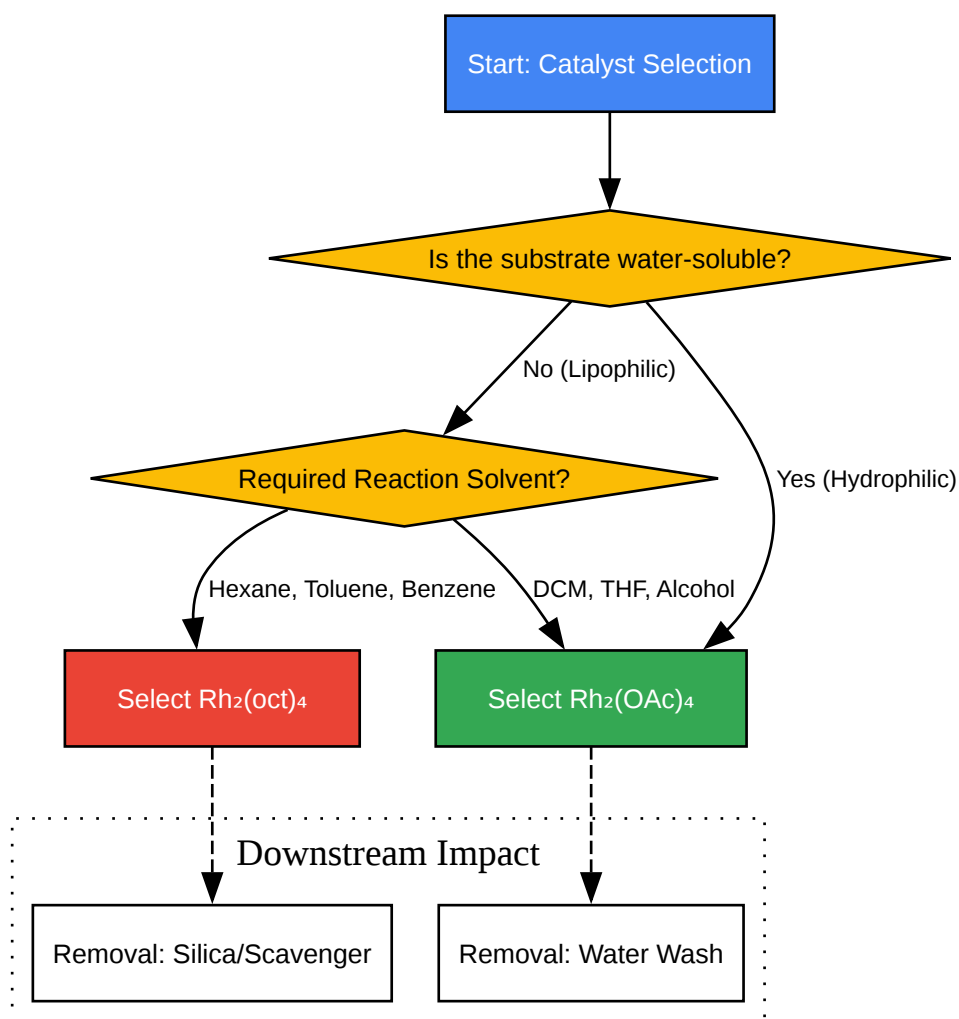 Start: Catalyst Selection
Is the substrate water-soluble?
No (Lipophilic)
Required Reaction Solvent?
Yes (Hydrophilic)
Hexane, Toluene, Benzene
DCM, THF, Alcohol
Select Rh₂(oct)₄
Select Rh₂(OAc)₄
Downstream Impact
Removal: Silica/Scavenger
Removal: Water Wash